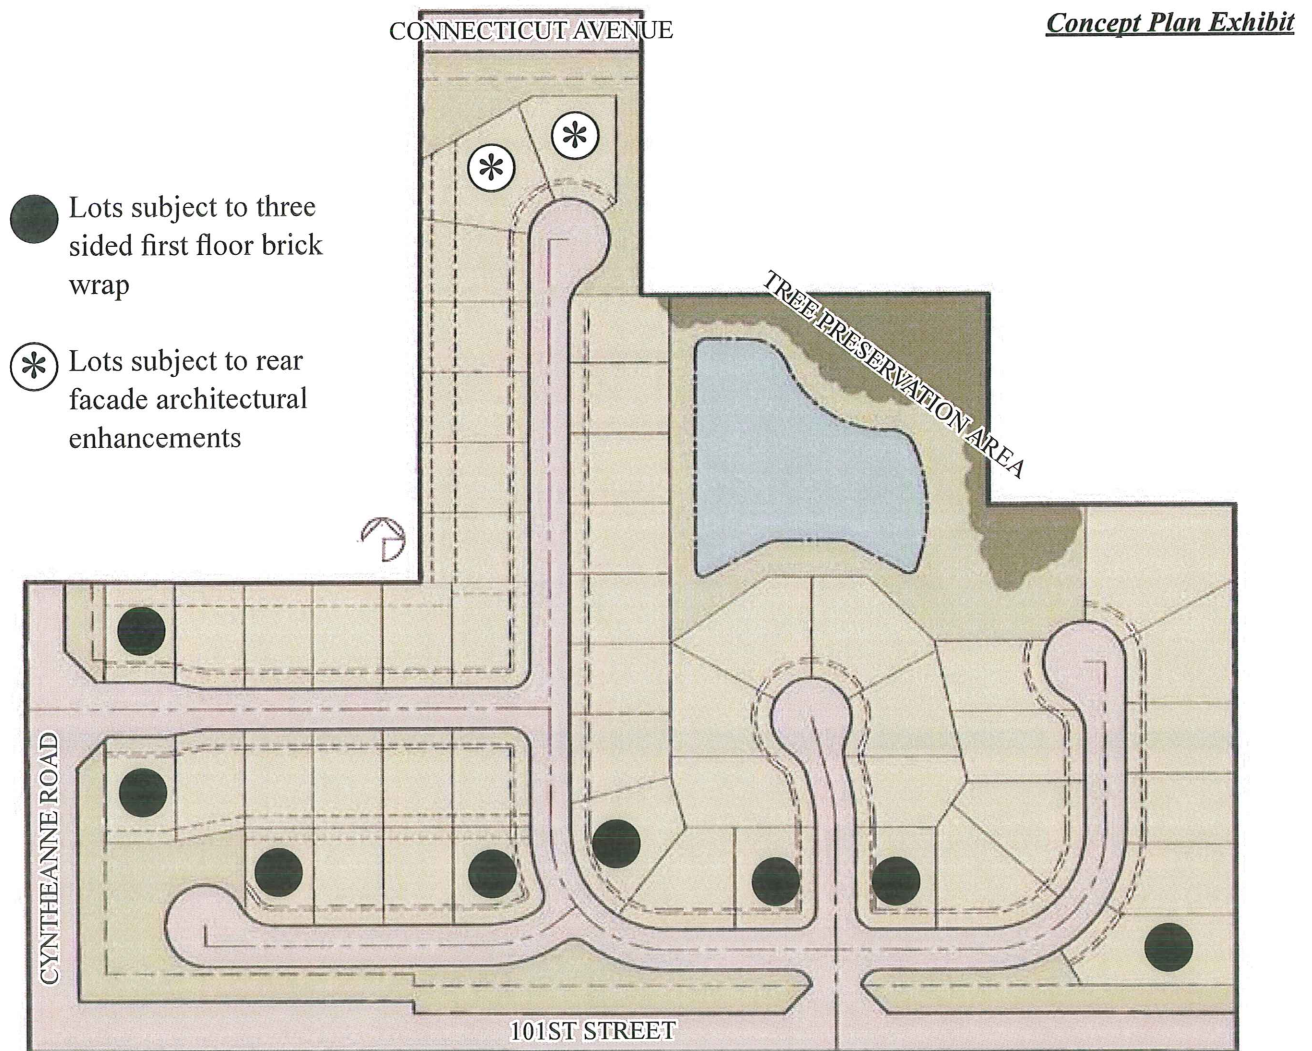 Concept Plan Exhibit
CONNECTICUT AVENUE
Lots subject to three
sided first floor brick
wrap
Lots subject to rear
facade architectural
enhancements
TREE PRESERVATION AREA
CYNTHEANNE ROAD
101ST STREET